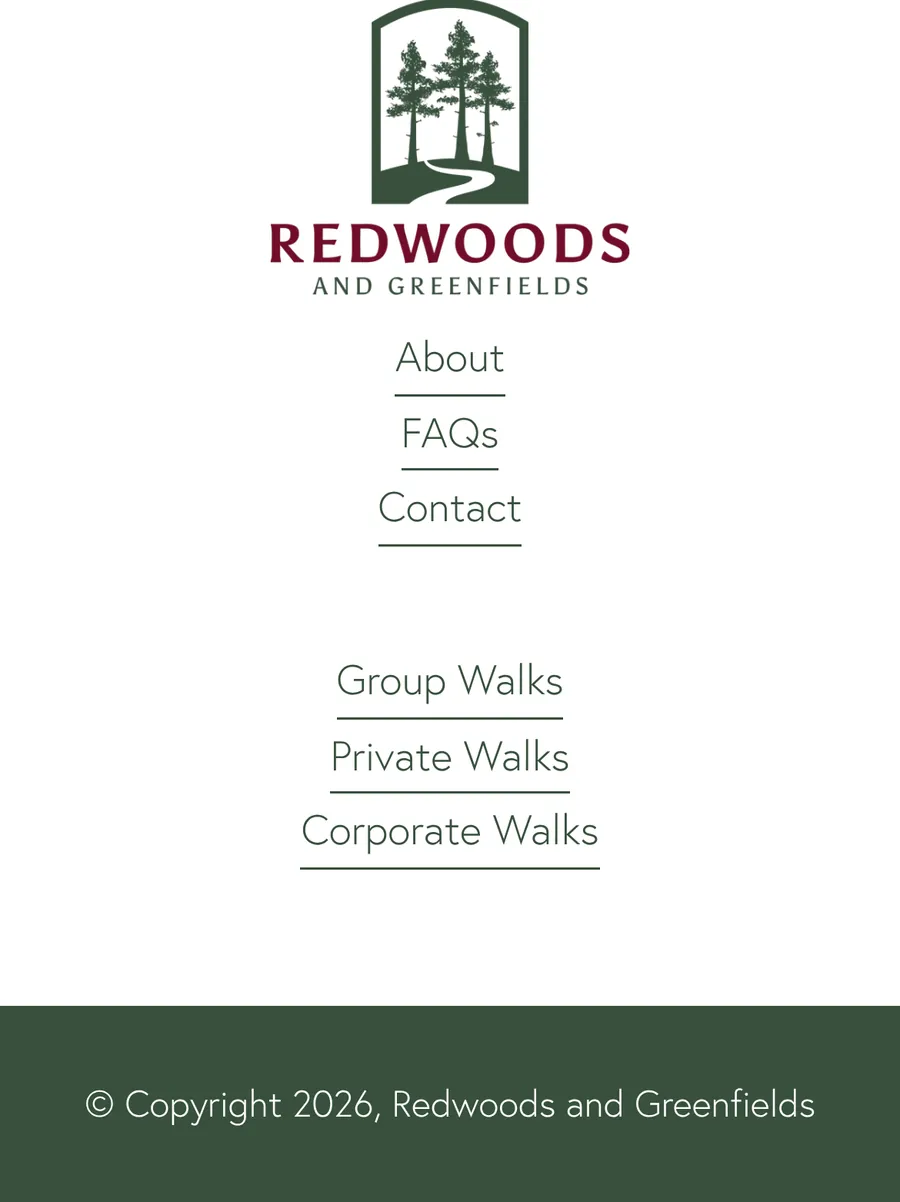 REDWOODS
AND GREENFIELDS
About
FAQs
Contact
Group Walks
Private Walks
Corporate Walks
© Copyright 2026, Redwoods and Greenfields